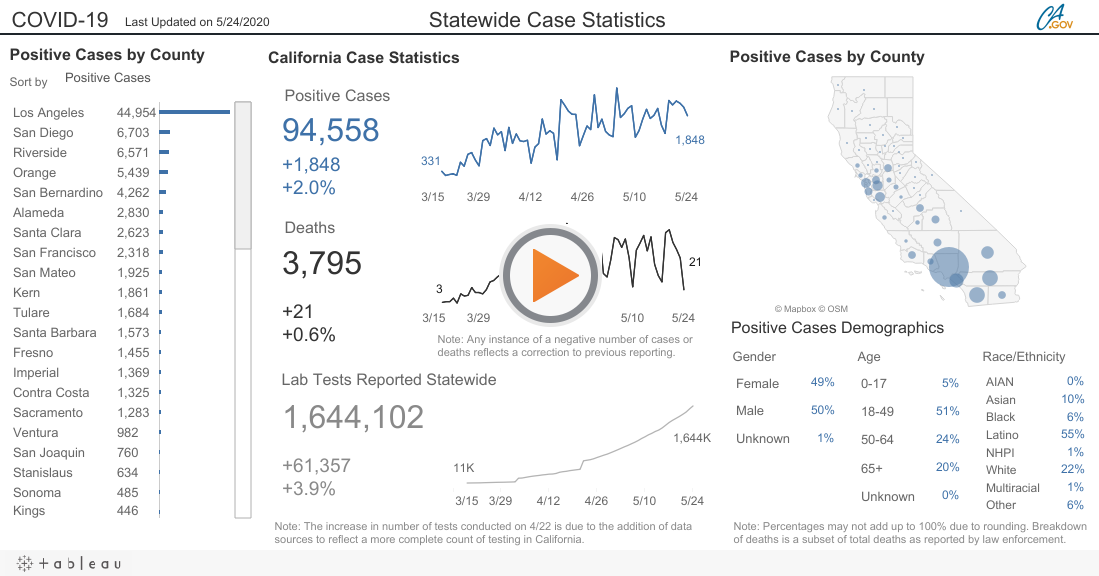 COVID-19 Last Updated on 5/24/2020
Statewide Case Statistics
CA
.GOV
Positive Cases by County
Sort by Positive Cases
Los Angeles 44,954
San Diego 6,703
Riverside 6,571
Orange 5,439
San Bernardino 4,262
Alameda 2,830
Santa Clara 2,623
San Francisco 2,318
San Mateo 1,925
Kern 1,861
Tulare 1,684
Santa Barbara 1,573
Fresno 1,455
Imperial 1,369
Contra Costa 1,325
Sacramento 1,283
Ventura 982
San Joaquin 760
Stanislaus 634
Sonoma 485
Kings 446
California Case Statistics
Positive Cases
94,558
+1,848
+2.0%
331
1,848
3/15 3/29 4/12 4/26 5/10 5/24
Deaths
3,795
+21
+0.6%
3
21
3/15 3/29 5/10 5/24
Note: Any instance of a negative number of cases or
deaths reflects a correction to previous reporting.
Lab Tests Reported Statewide
1,644,102
+61,357
+3.9%
11K
1,644K
3/15 3/29 4/12 4/26 5/10 5/24
Note: The increase in number of tests conducted on 4/22 is due to the addition of data
sources to reflect a more complete count of testing in California.
Positive Cases by County
© Mapbox © OSM
Positive Cases Demographics
Gender
Female 49%
Male 50%
Unknown 1%
Age
0-17 5%
18-49 51%
50-64 24%
65+ 20%
Unknown 0%
Race/Ethnicity
AIAN 0%
Asian 10%
Black 6%
Latino 55%
NHPI 1%
White 22%
Multiracial 1%
Other 6%
Note: Percentages may not add up to 100% due to rounding. Breakdown
of deaths is a subset of total deaths as reported by law enforcement.
+ableau